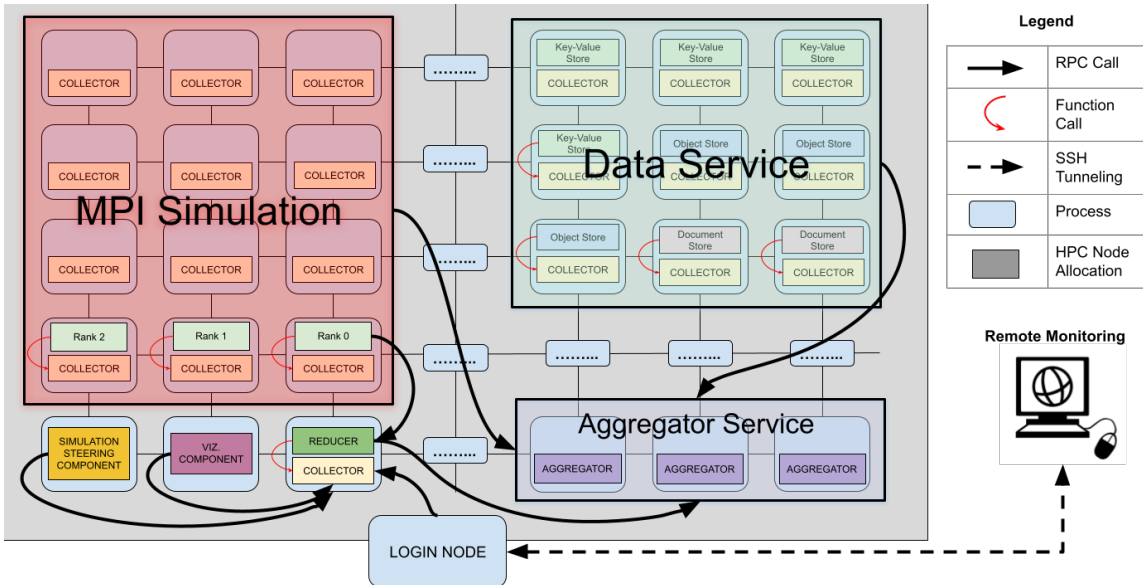 COLLECTOR
COLLECTOR
COLLECTOR
.........
Key-Value
Store
COLLECTOR
Key-Value
Store
COLLECTOR
Key-Value
Store
COLLECTOR
COLLECTOR
COLLECTOR
COLLECTOR
.........
Key-Value
Store
COLLECTOR
Object Store
COLLECTOR
Object Store
COLLECTOR
MPI Simulation
Data Service
COLLECTOR
COLLECTOR
COLLECTOR
.........
Object Store
COLLECTOR
Document
Store
COLLECTOR
Document
Store
COLLECTOR
Rank 2
COLLECTOR
Rank 1
COLLECTOR
Rank 0
COLLECTOR
.........
.........
.........
.........
SIMULATION
STEERING
COMPONENT
VIZ.
COMPONENT
REDUCER
COLLECTOR
.........
Aggregator Service
AGGREGATOR
AGGREGATOR
AGGREGATOR
LOGIN NODE
Legend
RPC Call
Function
Call
SSH
Tunneling
Process
HPC Node
Allocation
Remote Monitoring